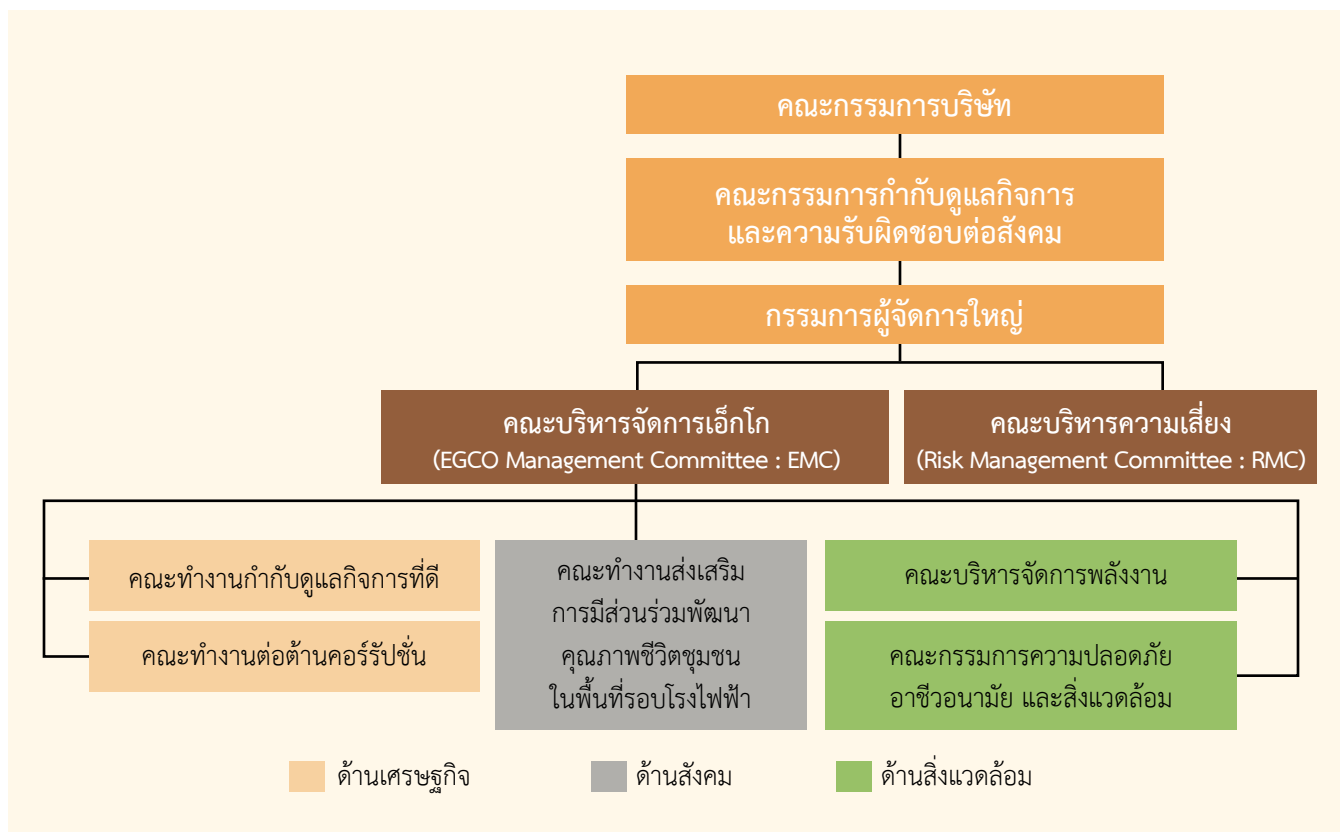 คณะกรรมการบริษัท
คณะกรรมการกำกับดูแลกิจการ
และความรับผิดชอบต่อสังคม
กรรมการผู้จัดการใหญ่
คณะบริหารจัดการเอ็กโก
(EGCO Management Committee : EMC)
คณะบริหารความเสี่ยง
(Risk Management Committee : RMC)
คณะทำงานกำกับดูแลกิจการที่ดี
คณะทำงานต่อต้านคอร์รัปชั่น
คณะทำงานส่งเสริม
การมีส่วนร่วมพัฒนา
คุณภาพชีวิตชุมชน
ในพื้นที่รอบโรงไฟฟ้า
คณะบริหารจัดการพลังงาน
คณะกรรมการความปลอดภัย
อาชีวอนามัย และสิ่งแวดล้อม
ด้านเศรษฐกิจ
ด้านสังคม
ด้านสิ่งแวดล้อม